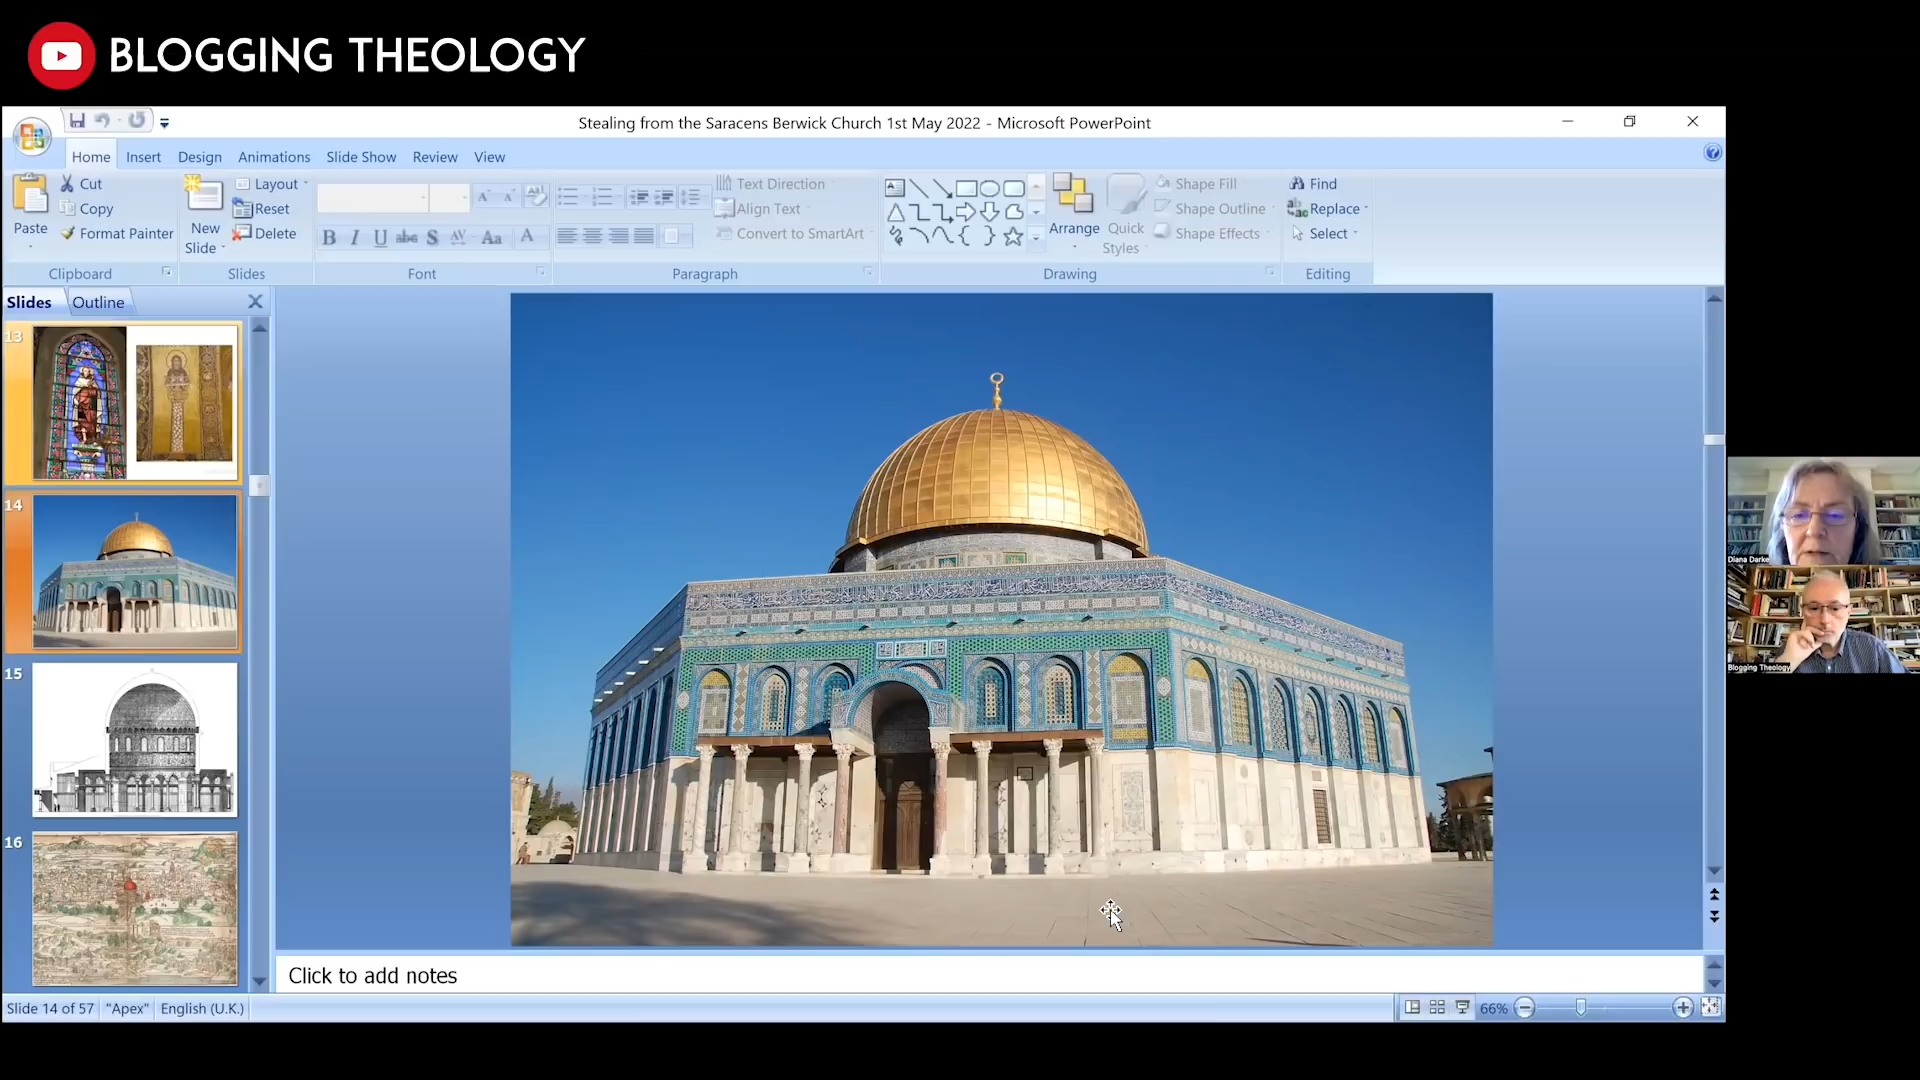 BLOGGING THEOLOGY
Stealing from the Saracens Berwick Church 1st May 2022 - Microsoft PowerPoint
Home Insert Design Animations Slide Show Review View
Paste
Cut
Copy
Format Painter
Clipboard
New
Slide
Layout
Reset
Delete
Slides
B I U abc S AV Aa A
Font
Text Direction
Align Text
Convert to SmartArt
Paragraph
Arrange
Quick
Styles
Shape Fill
Shape Outline
Shape Effects
Drawing
Find
Replace
Select
Editing
Slides Outline
13
14
15
16
Click to add notes
Slide 14 of 57 "Apex" English (U.K.)
66%
Diana Darke
Blogging Theology